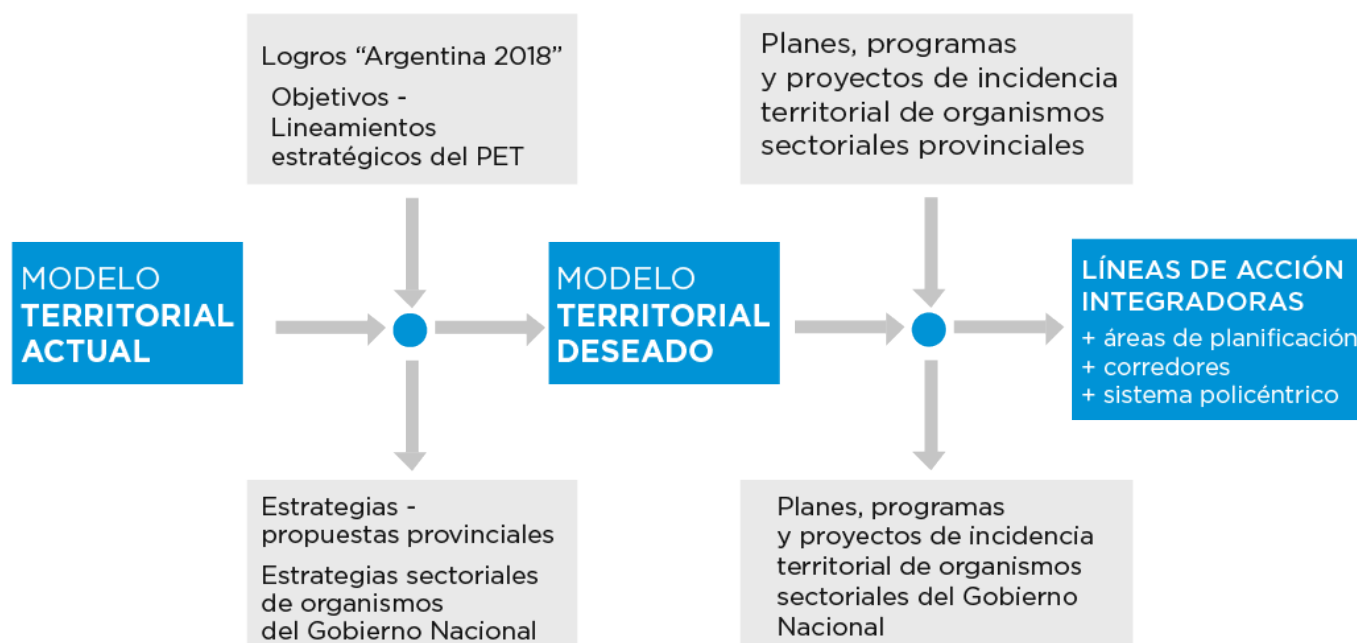 Logros “Argentina 2018”
Objetivos -
Lineamientos
estratégicos del PET
Planes, programas
y proyectos de incidencia
territorial de organismos
sectoriales provinciales
MODELO
TERRITORIAL
ACTUAL
MODELO
TERRITORIAL
DESEADO
LÍNEAS DE ACCIÓN
INTEGRADORAS
+ áreas de planificación
+ corredores
+ sistema policéntrico
Estrategias -
propuestas provinciales
Estrategias sectoriales
de organismos
del Gobierno Nacional
Planes, programas
y proyectos de incidencia
territorial de organismos
sectoriales del Gobierno
Nacional